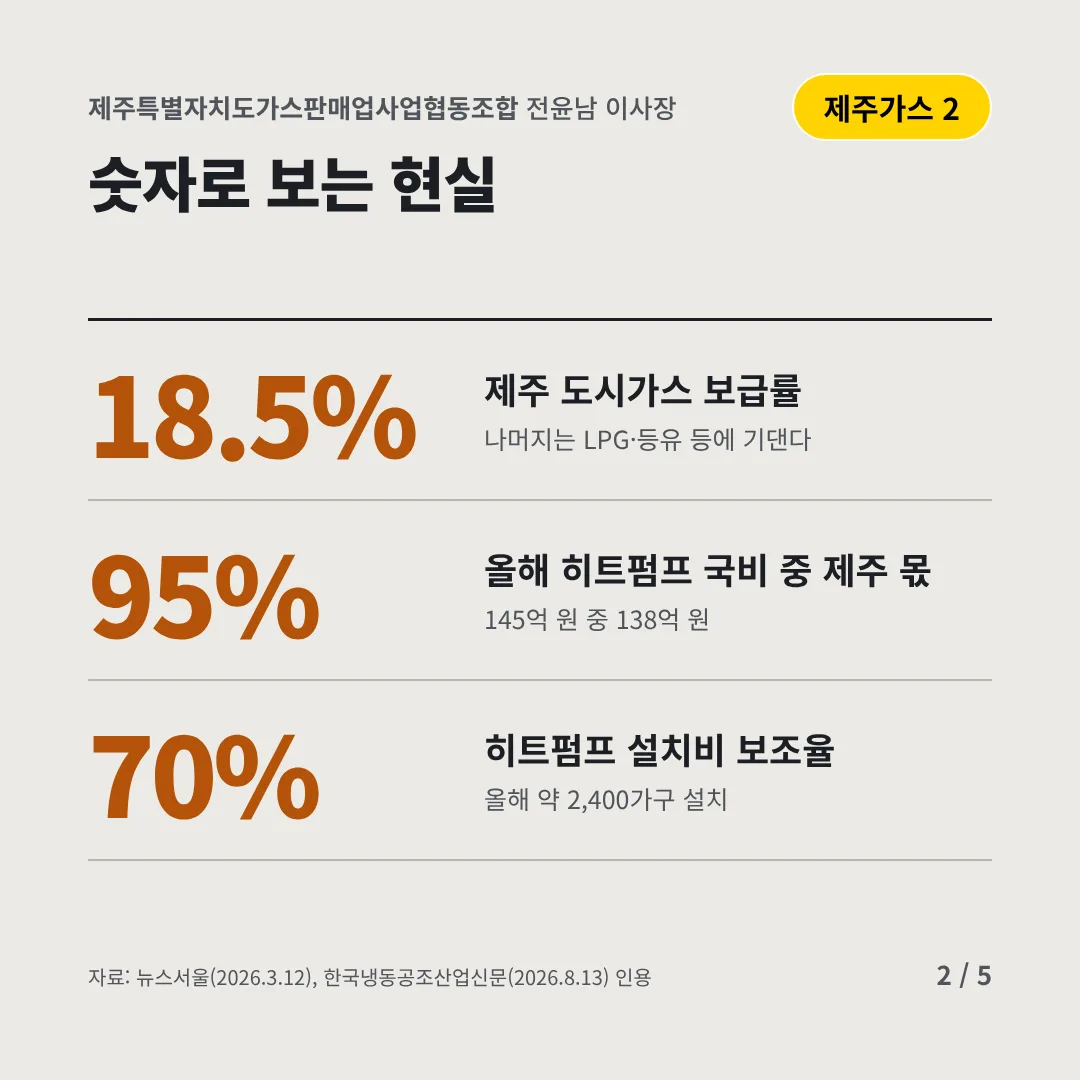 제주특별자치도가스판매업사업협동조합 전윤남 이사장
제주가스 2
숫자로 보는 현실
18.5%
제주 도시가스 보급률
나머지는 LPG·등유 등에 기댄다
95%
올해 히트펌프 국비 중 제주 몫
145억 원 중 138억 원
70%
히트펌프 설치비 보조율
올해 약 2,400가구 설치
자료: 뉴스서울(2026.3.12), 한국냉동공조산업신문(2026.8.13) 인용
2 / 5